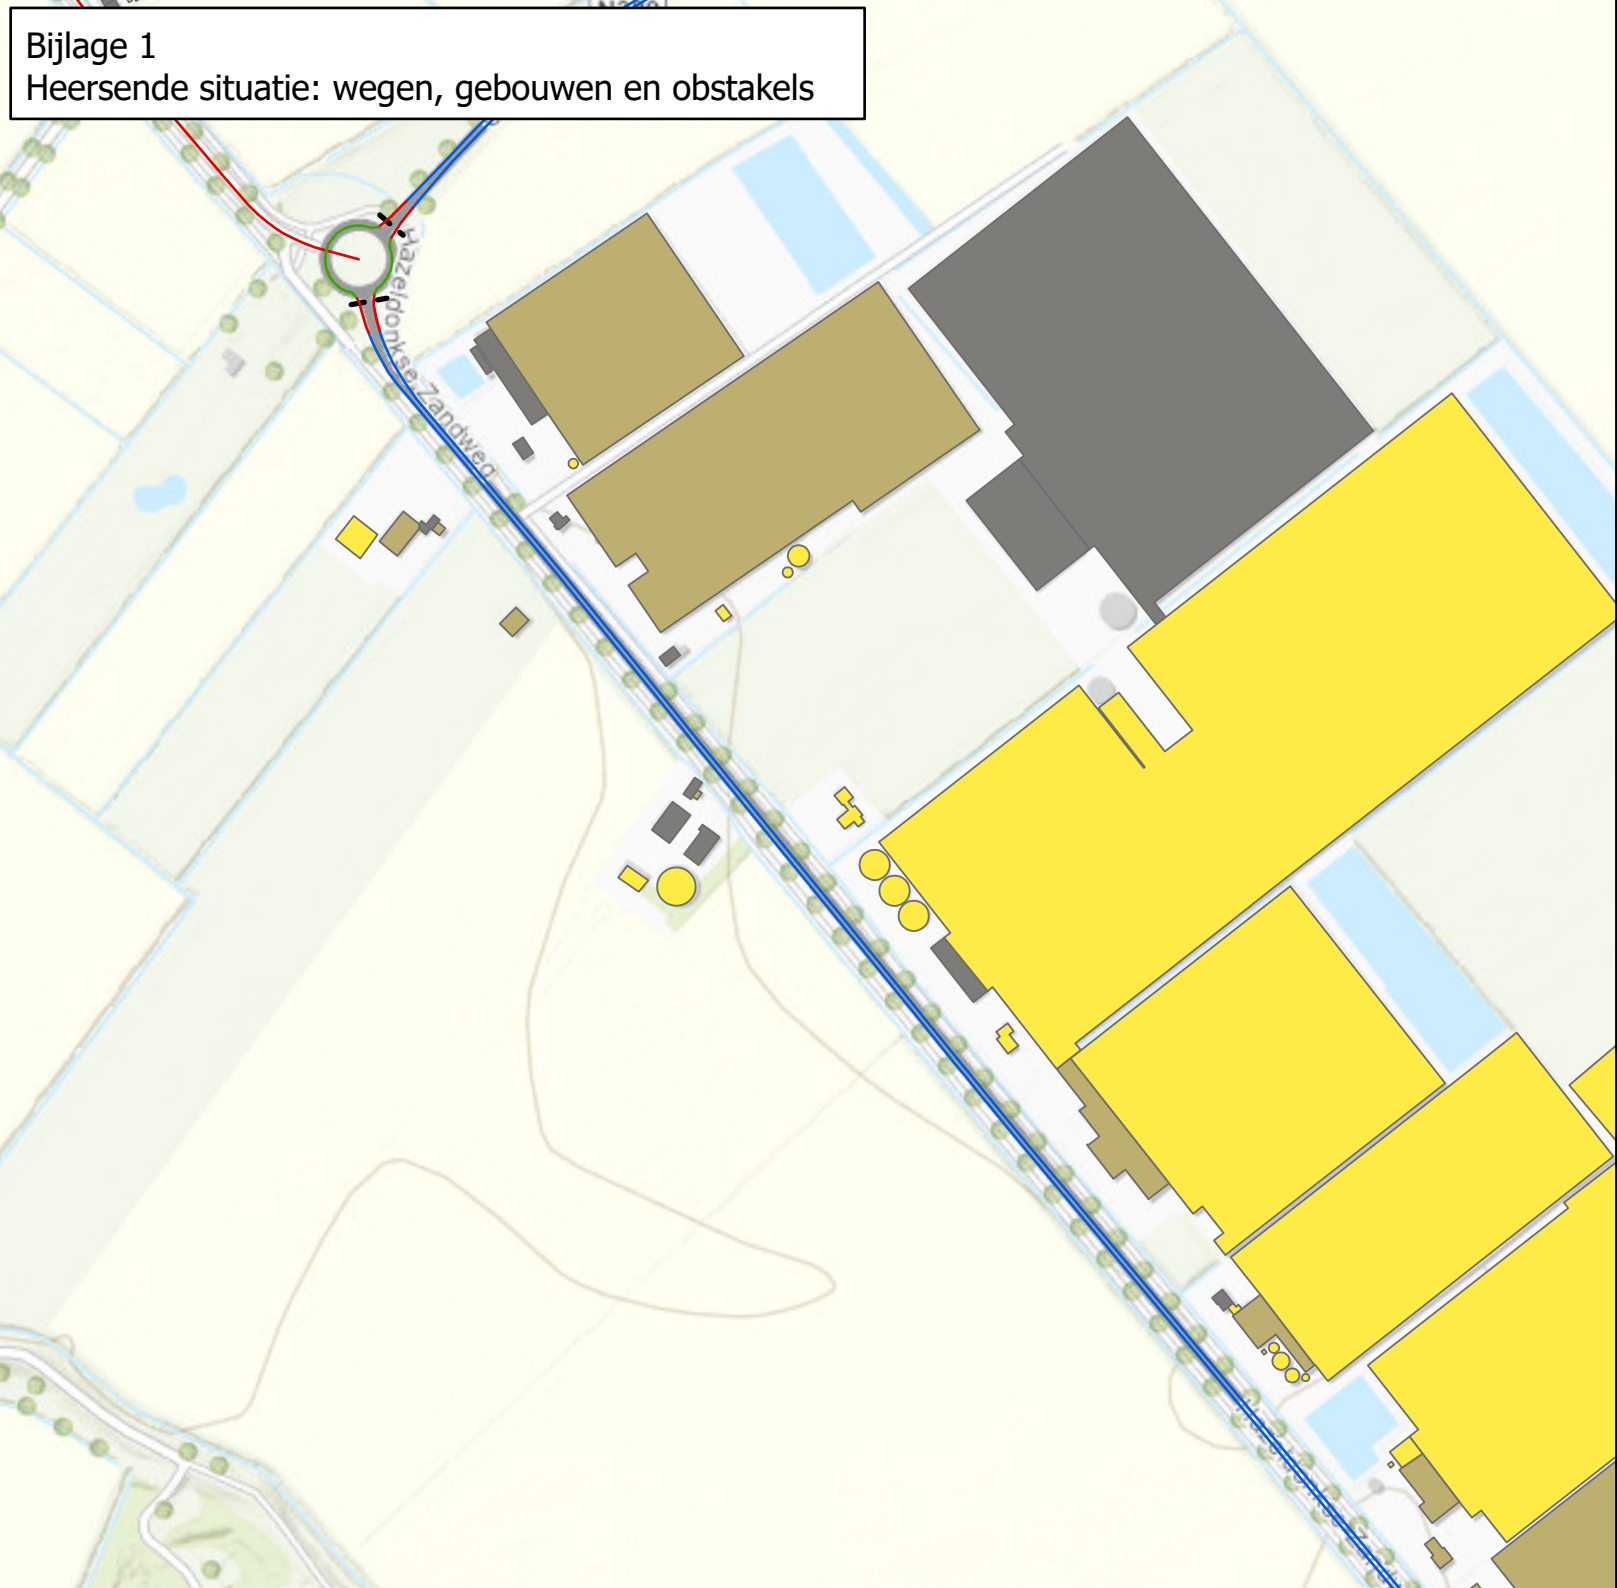 Bijlage 1
Heersende situatie: wegen, gebouwen en obstakels
Hazeldonkse Zandweg